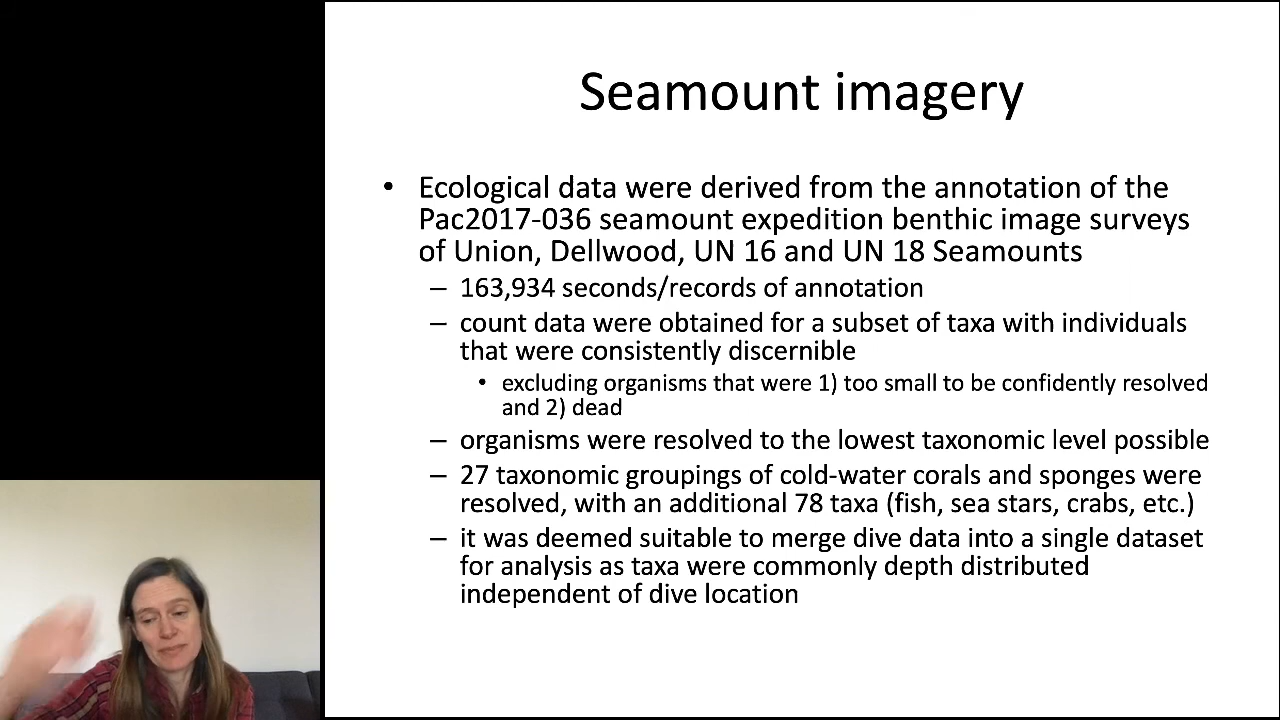 Seamount imagery
• Ecological data were derived from the annotation of the
Pac2017-036 seamount expedition benthic image surveys
of Union, Dellwood, UN 16 and UN 18 Seamounts
– 163,934 seconds/records of annotation
– count data were obtained for a subset of taxa with individuals
that were consistently discernible
• excluding organisms that were 1) too small to be confidently resolved
and 2) dead
– organisms were resolved to the lowest taxonomic level possible
– 27 taxonomic groupings of cold-water corals and sponges were
resolved, with an additional 78 taxa (fish, sea stars, crabs, etc.)
– it was deemed suitable to merge dive data into a single dataset
for analysis as taxa were commonly depth distributed
independent of dive location